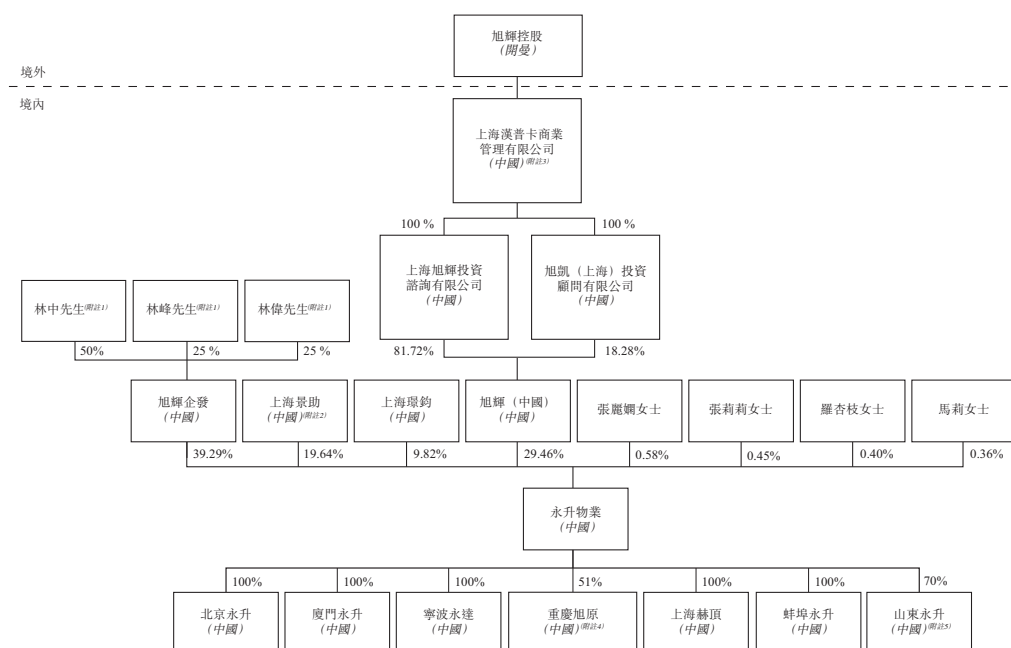 旭輝控股
(開曼)
境外
境內
上海漢普卡商業
管理有限公司
(中國)(附註3)
100 %
100 %
上海旭輝投資
諮詢有限公司
(中國)
旭凱（上海）投資
顧問有限公司
(中國)
林中先生(附註1)
林峰先生(附註1)
林偉先生(附註1)
50%
25 %
25 %
81.72%
18.28%
旭輝企發
(中國)
上海景助
(中國)(附註2)
上海璟鈞
(中國)
旭輝（中國）
(中國)
張麗嫻女士
張莉莉女士
羅杏枝女士
馬莉女士
39.29%
19.64%
9.82%
29.46%
0.58%
0.45%
0.40%
0.36%
永升物業
(中國)
100%
100%
100%
51%
100%
100%
70%
北京永升
(中國)
廈門永升
(中國)
寧波永達
(中國)
重慶旭原
(中國)(附註4)
上海赫頂
(中國)
蚌埠永升
(中國)
山東永升
(中國)(附註5)